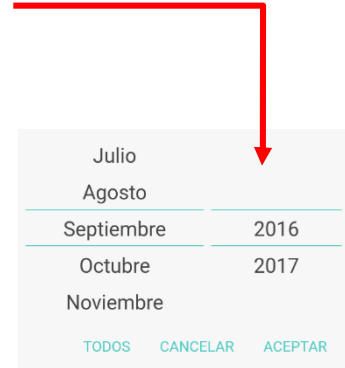 Julio
Agosto
Septiembre 2016
Octubre 2017
Noviembre
TODOS CANCELAR ACEPTAR